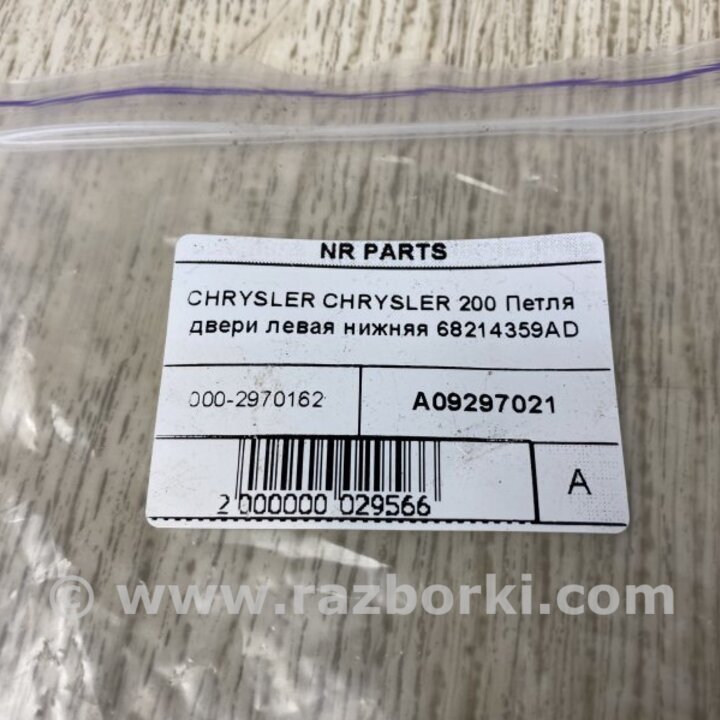 NR PARTS
CHRYSLER CHRYSLER 200 Петля
двери левая нижняя 68214359AD
000-2970162
A09297021
2 000000 029566
A
© www.razborki.com